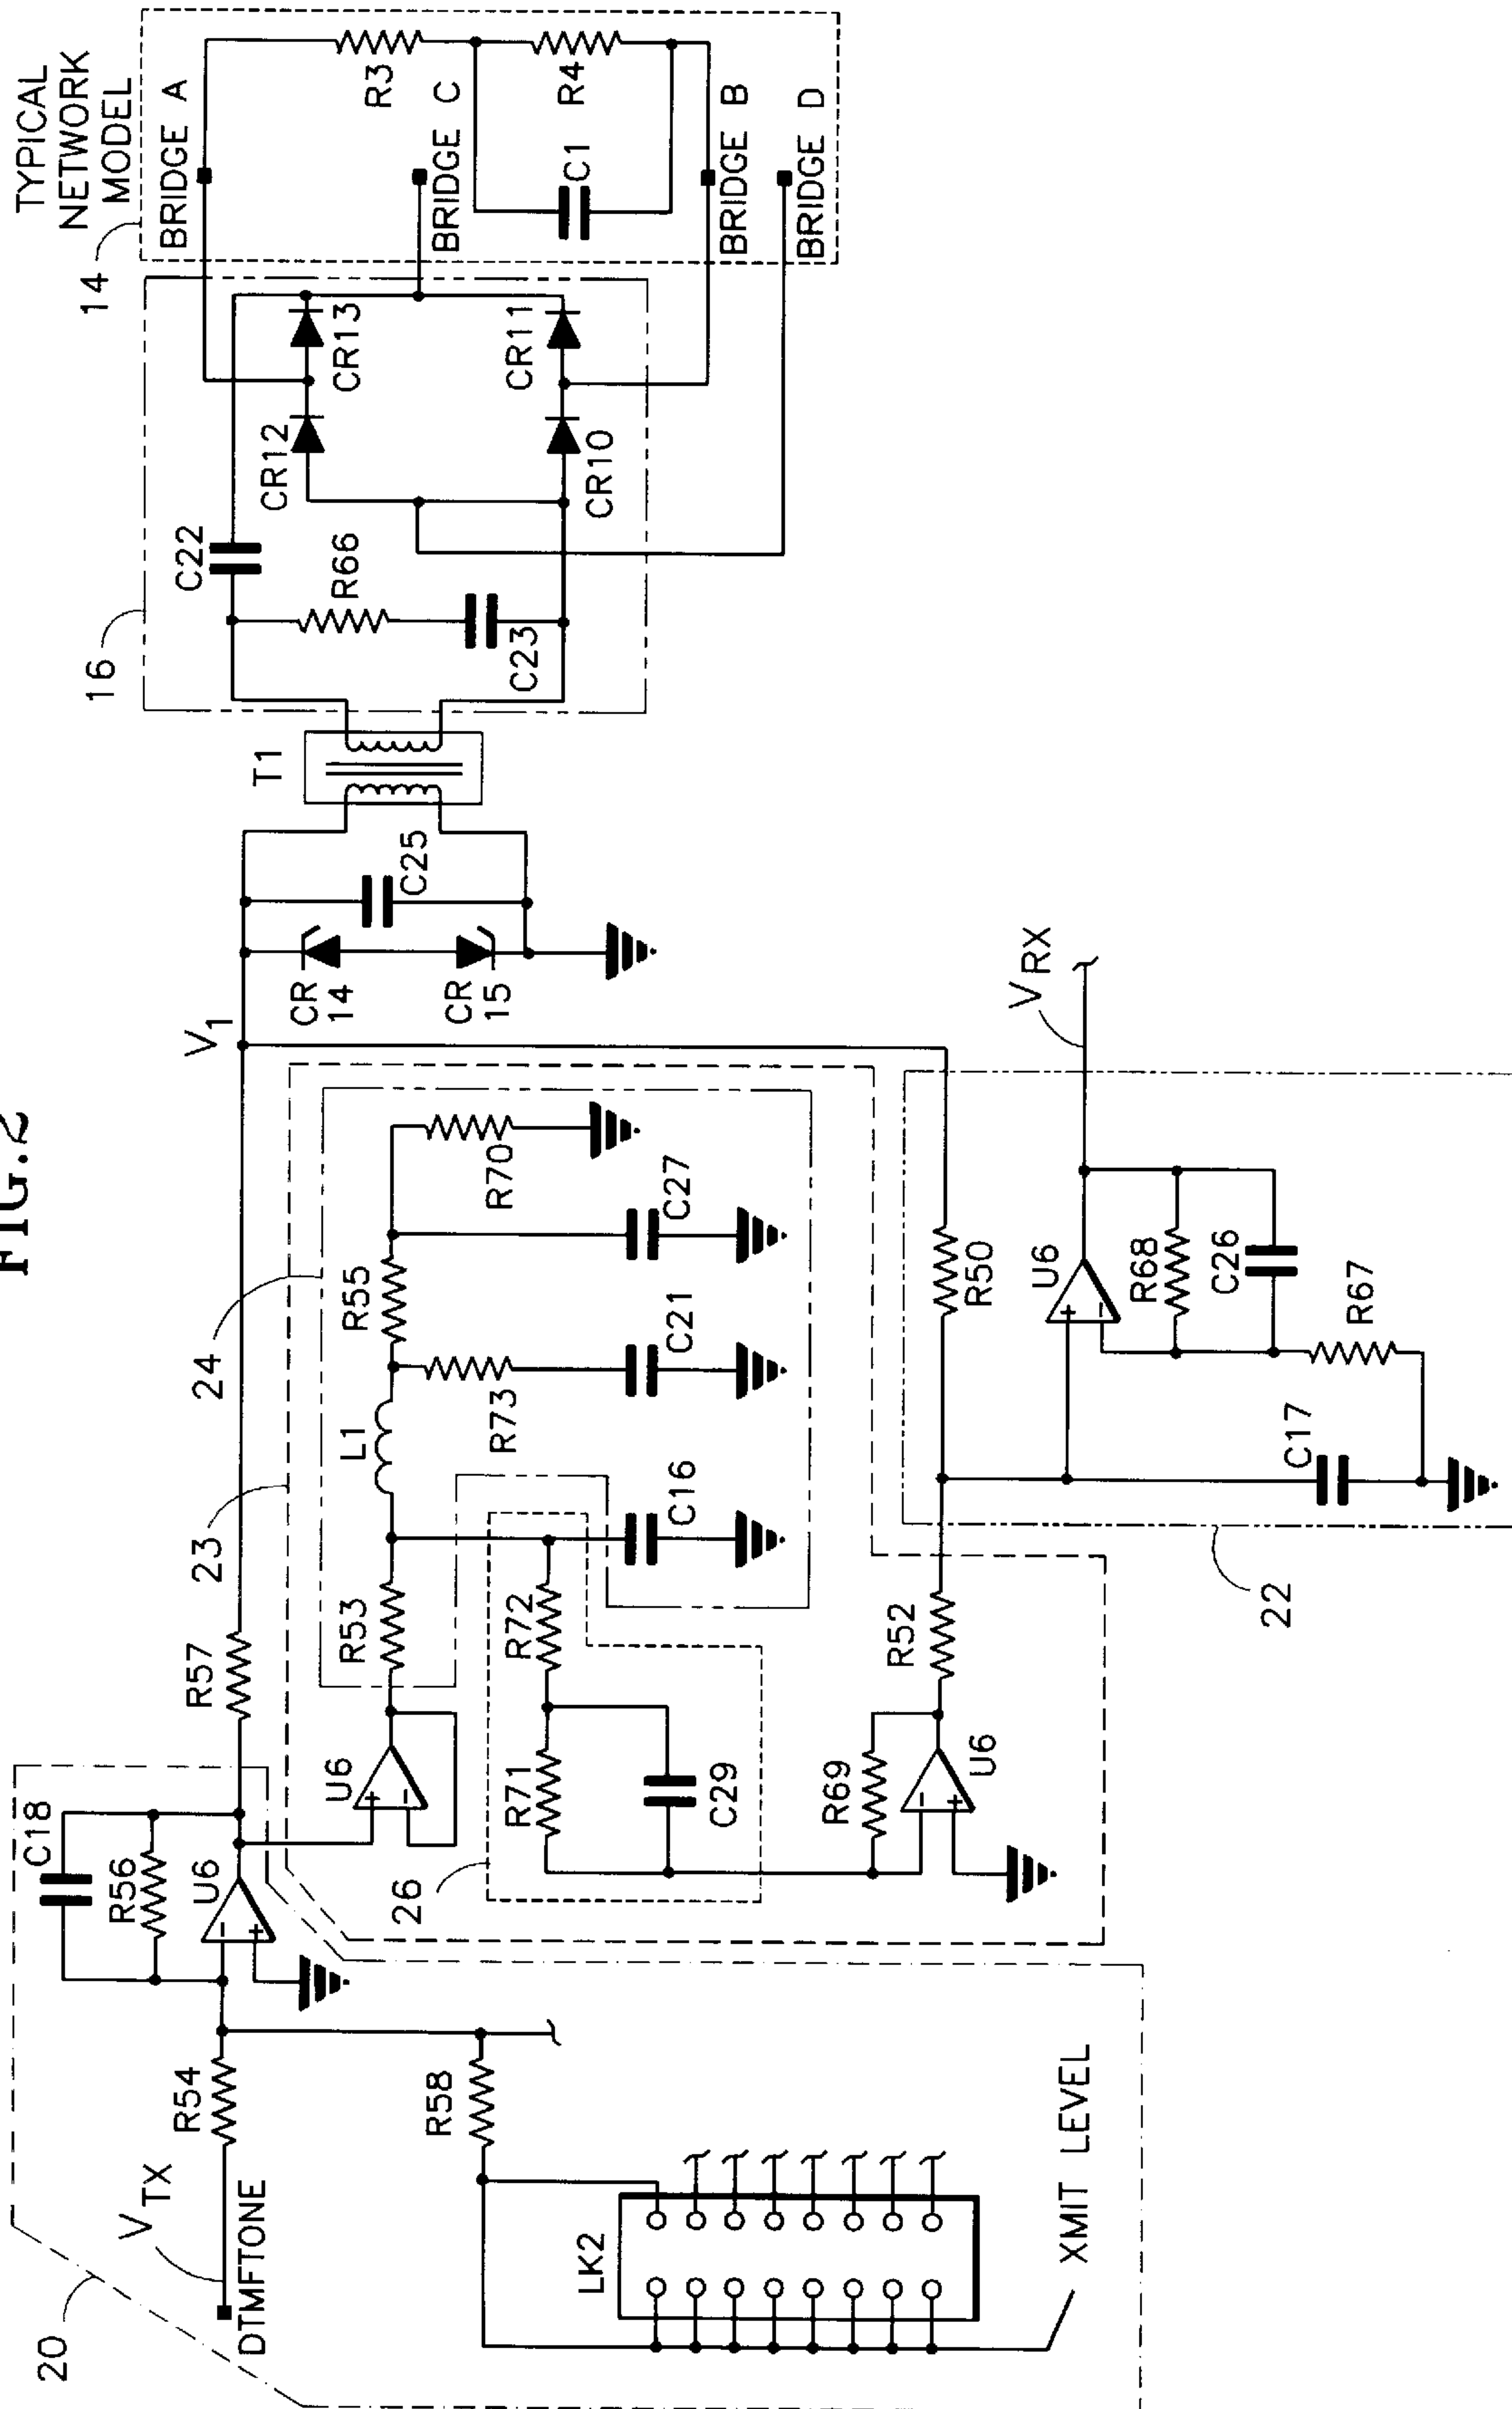 FIG.2
TYPICAL
NETWORK
MODEL
14
BRIDGE A
R3
BRIDGE C
C1
R4
BRIDGE B
BRIDGE D
16
C22
R66
C23
CR12
CR13
CR10
CR11
T1
C25
CR
14
CR
15
V1
24
23
R55
R70
L1
R73
C21
C27
C16
R53
R72
R71
C29
26
U6
R57
C18
R56
U6
R69
U6
R52
R50
U6
R68
C26
R67
C17
VRX
22
20
VTX
DTMFTONE
R54
R58
LK2
XMIT LEVEL